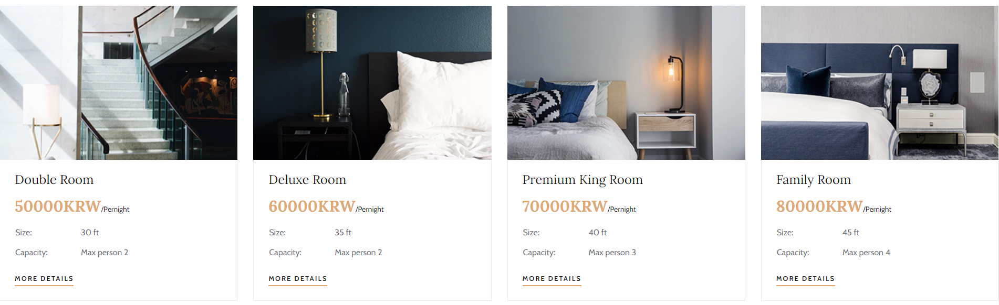 Double Room
50000KRW/Pernight
Size: 30 ft
Capacity: Max person 2
MORE DETAILS
Deluxe Room
60000KRW/Pernight
Size: 35 ft
Capacity: Max person 2
MORE DETAILS
Premium King Room
70000KRW/Pernight
Size: 40 ft
Capacity: Max person 3
MORE DETAILS
Family Room
80000KRW/Pernight
Size: 45 ft
Capacity: Max person 4
MORE DETAILS